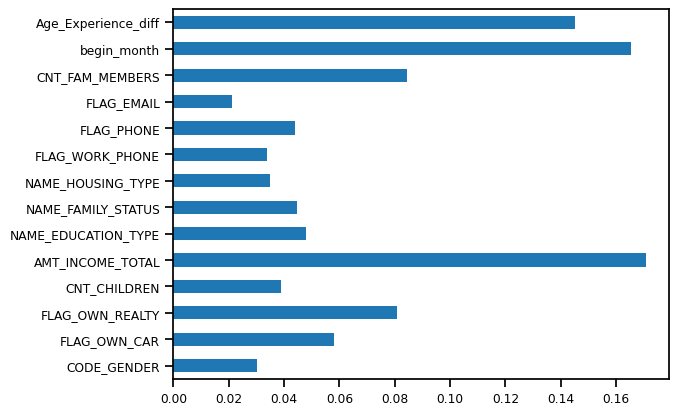 Age_Experience_diff
begin_month
CNT_FAM_MEMBERS
FLAG_EMAIL
FLAG_PHONE
FLAG_WORK_PHONE
NAME_HOUSING_TYPE
NAME_FAMILY_STATUS
NAME_EDUCATION_TYPE
AMT_INCOME_TOTAL
CNT_CHILDREN
FLAG_OWN_REALTY
FLAG_OWN_CAR
CODE_GENDER
0.00 0.02 0.04 0.06 0.08 0.10 0.12 0.14 0.16